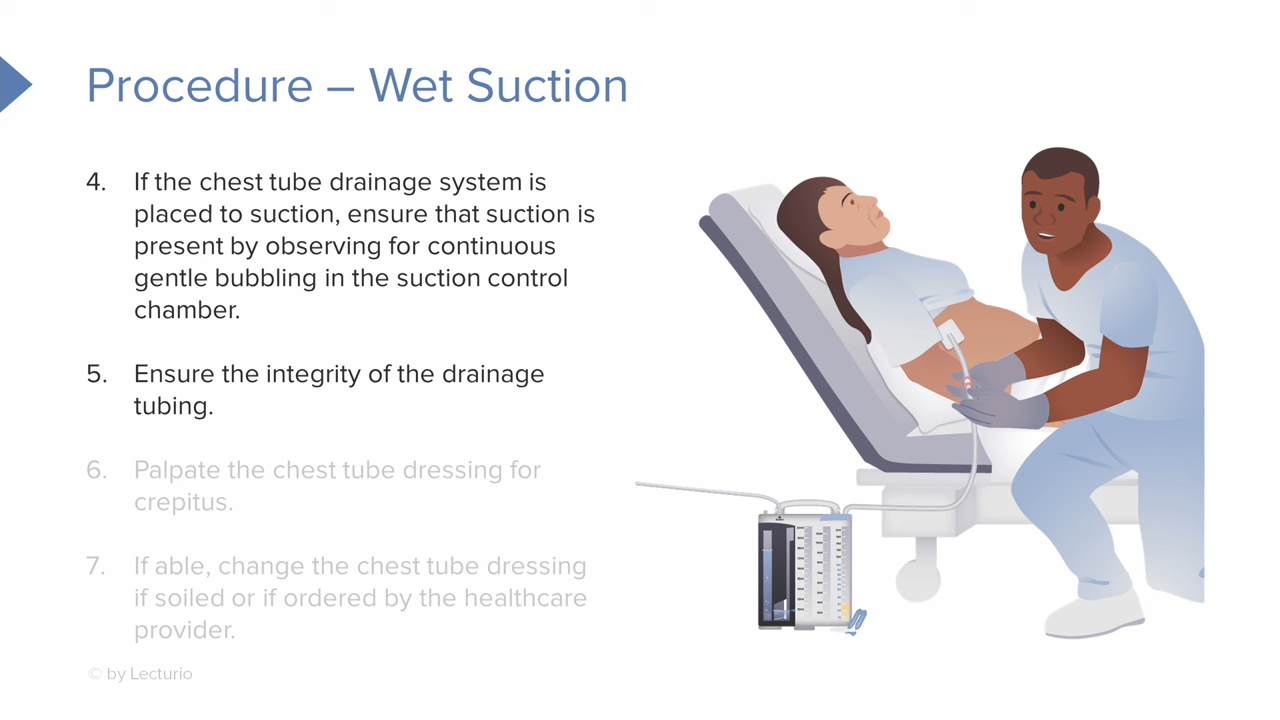 Procedure – Wet Suction
4. If the chest tube drainage system is
placed to suction, ensure that suction is
present by observing for continuous
gentle bubbling in the suction control
chamber.
5. Ensure the integrity of the drainage
tubing.
6. Palpate the chest tube dressing for
crepitus.
7. If able, change the chest tube dressing
if soiled or if ordered by the healthcare
provider.
© by Lecturio